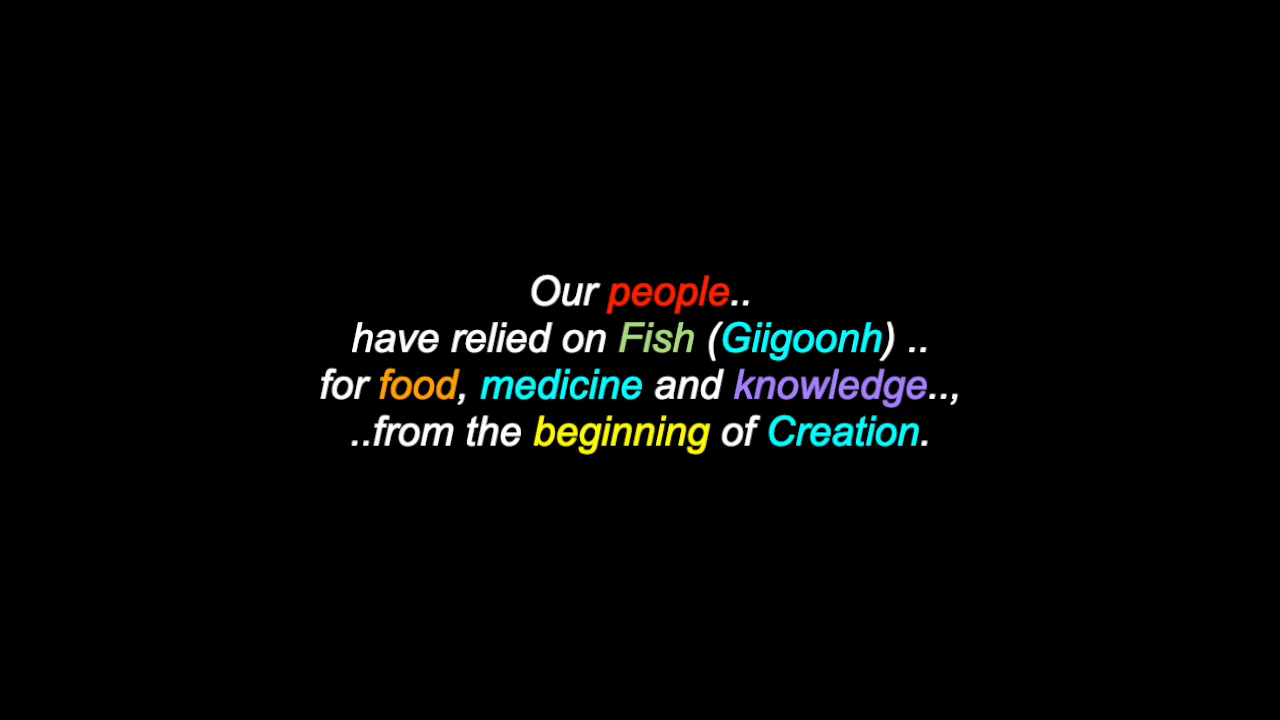 Our people..
have relied on Fish (Giigoonh) ..
for food, medicine and knowledge..,
..from the beginning of Creation.